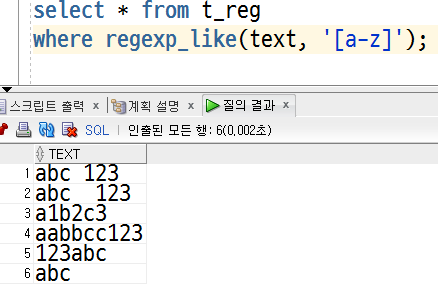 select * from t_reg
where regexp_like(text, '[a-z]');
스크립트 출력 × 계획 설명 × 질의 결과 ×
SQL | 인출된 모든 행: 6(0,002초)
TEXT
1 abc 123
2 abc  123
3 a1b2c3
4 aabbcc123
5 123abc
6 abc